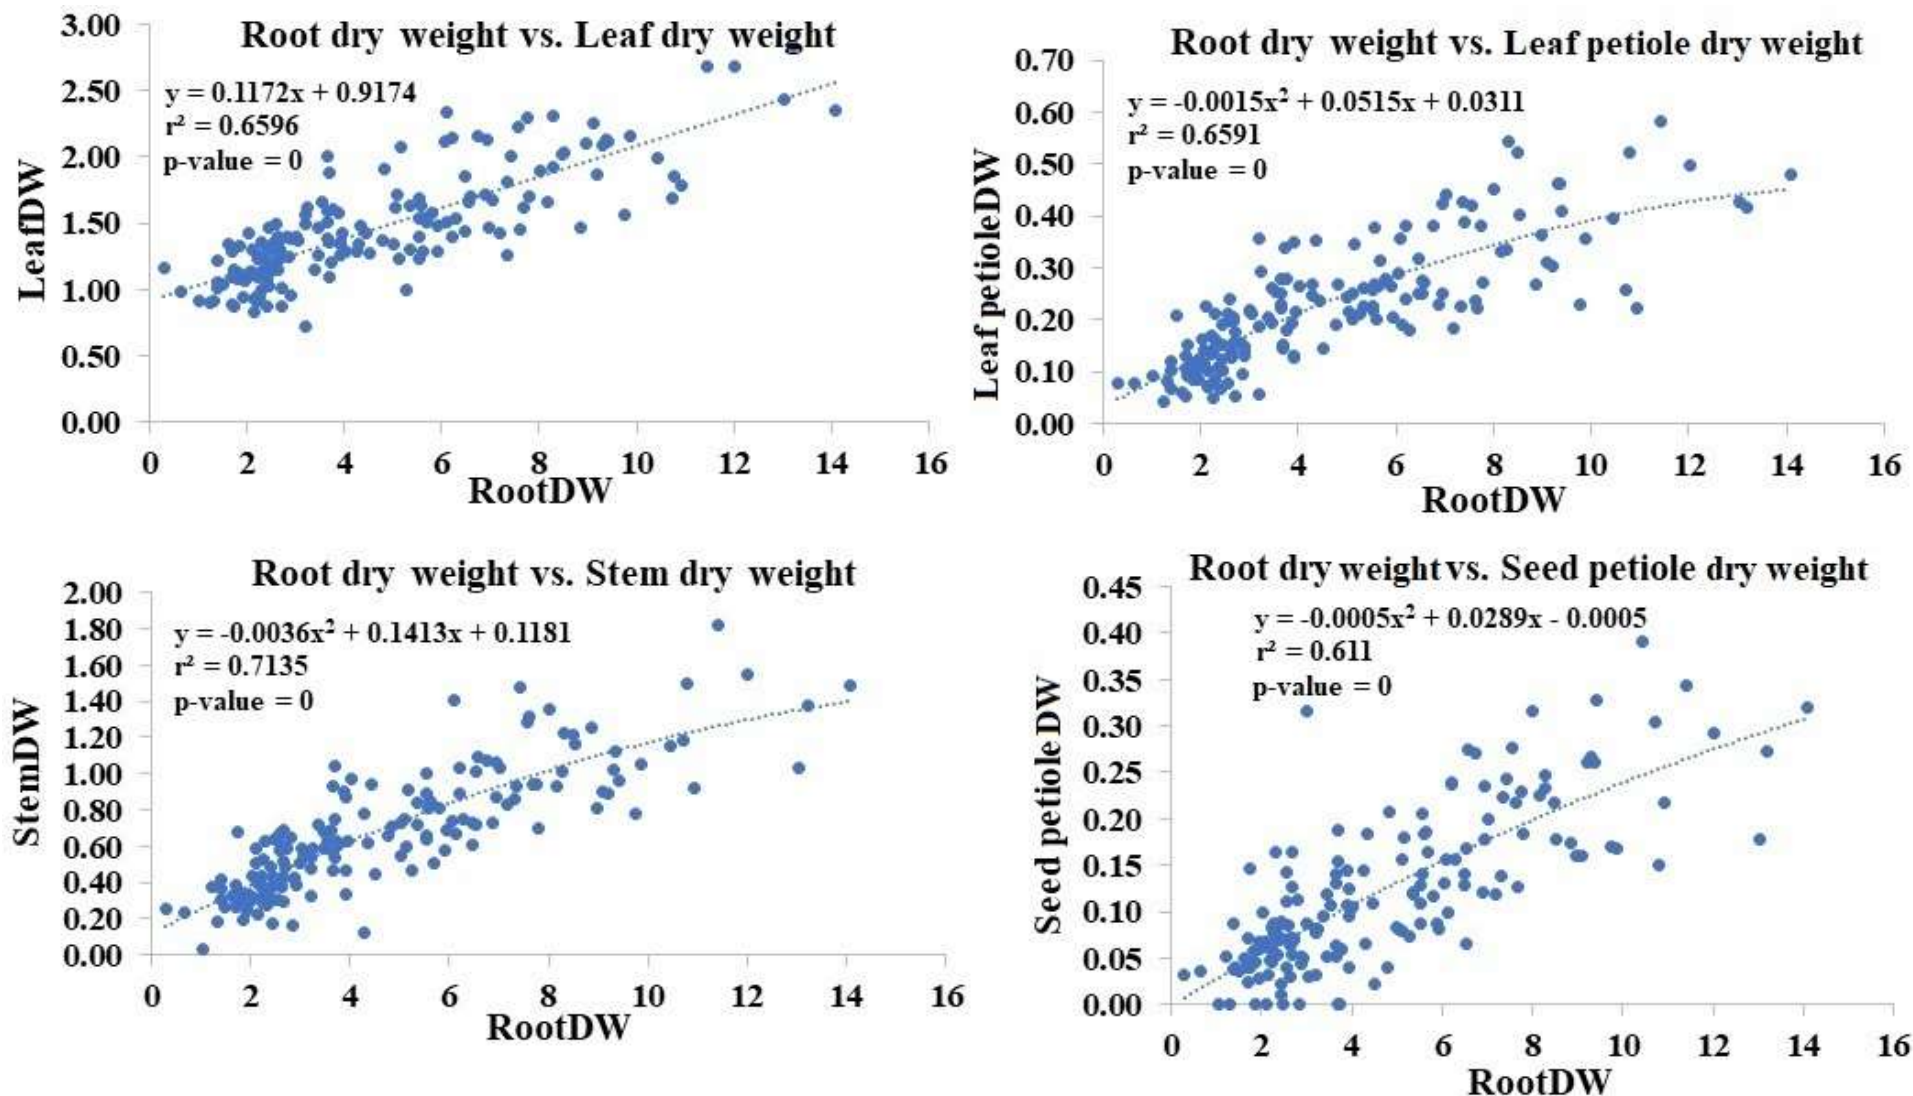 Root dry weight vs. Leaf dry weight
y = 0.1172x + 0.9174
r² = 0.6596
p-value = 0
LeafDW
3.00
2.50
2.00
1.50
1.00
0.50
0.00
0 2 4 6 8 10 12 14 16
RootDW
Root dry weight vs. Leaf petiole dry weight
y = -0.0015x² + 0.0515x + 0.0311
r² = 0.6591
p-value = 0
Leaf petiole DW
0.70
0.60
0.50
0.40
0.30
0.20
0.10
0.00
0 2 4 6 8 10 12 14 16
RootDW
Root dry weight vs. Stem dry weight
y = -0.0036x² + 0.1413x + 0.1181
r² = 0.7135
p-value = 0
StemDW
2.00
1.80
1.60
1.40
1.20
1.00
0.80
0.60
0.40
0.20
0.00
0 2 4 6 8 10 12 14 16
RootDW
Root dry weight vs. Seed petiole dry weight
y = -0.0005x² + 0.0289x - 0.0005
r² = 0.611
p-value = 0
Seed petiole DW
0.45
0.40
0.35
0.30
0.25
0.20
0.15
0.10
0.05
0.00
0 2 4 6 8 10 12 14 16
RootDW